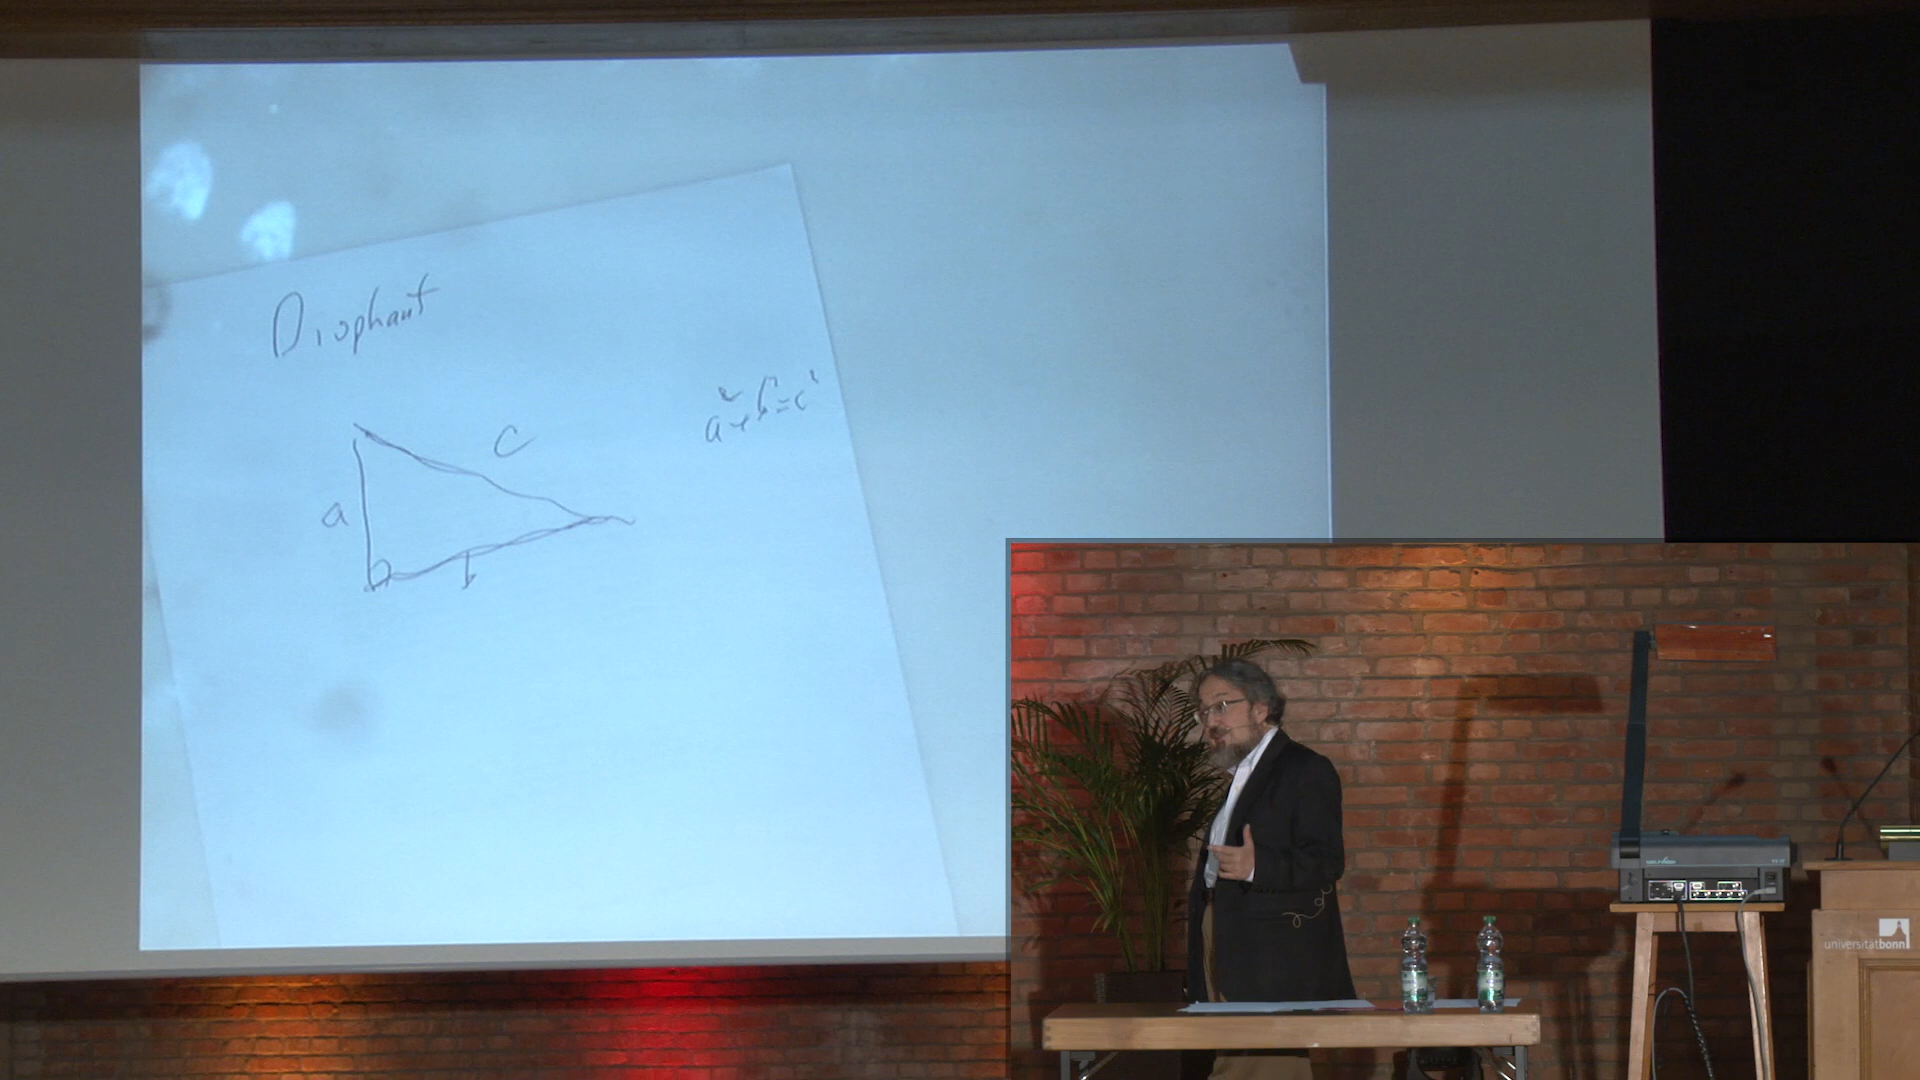 Diophant
a² + b² = c²
c
a
b
universitätbonn